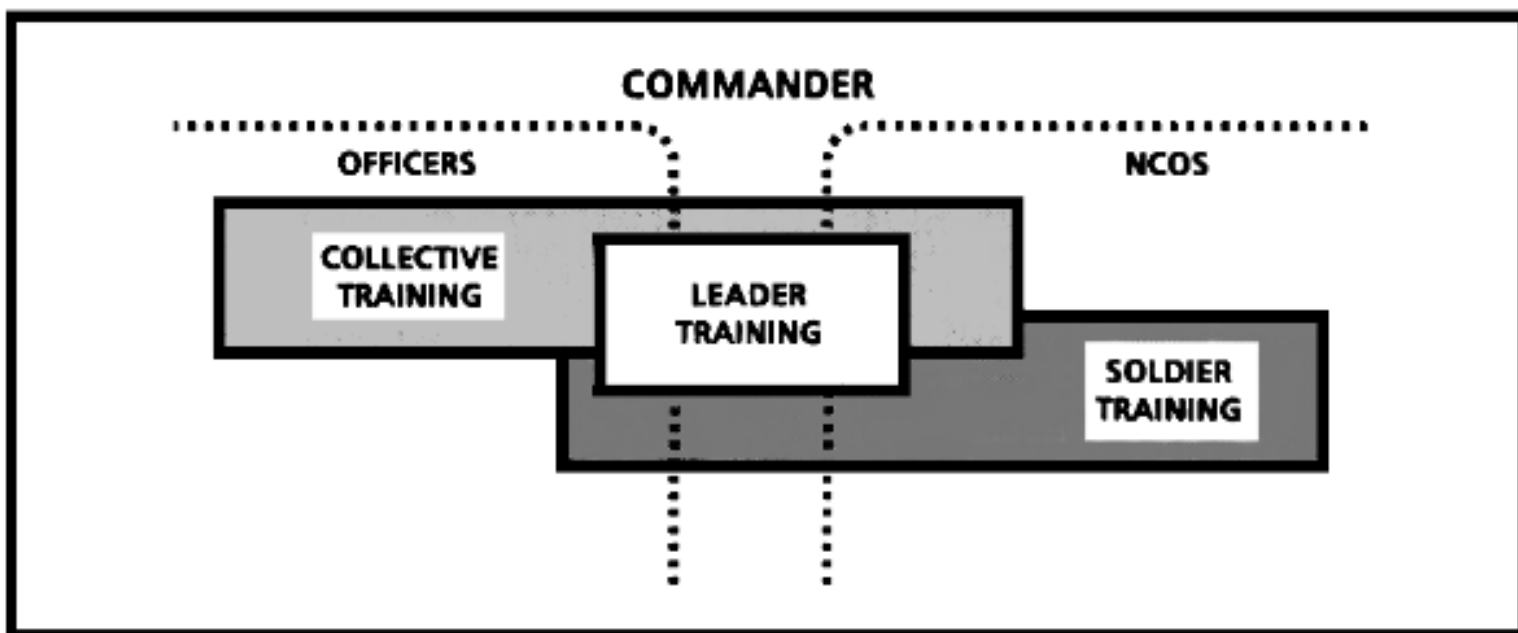 COMMANDER
OFFICERS
NCOS
COLLECTIVE
TRAINING
LEADER
TRAINING
SOLDIER
TRAINING